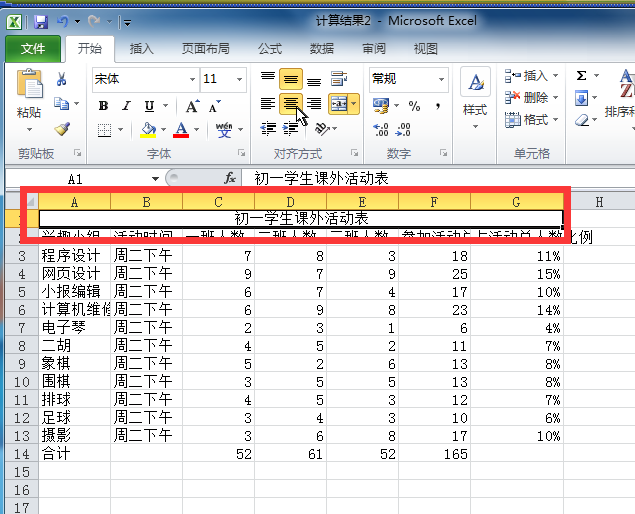 计算结果2 - Microsoft Excel
文件 开始 插入 页面布局 公式 数据 审阅 视图
粘贴 宋体 11 常规 样式 插入
B I U A A % , 删除 Σ 排序和
A 变 wén 格式
剪贴板 字体 对齐方式 数字 单元格
A1 fx 初一学生课外活动表
A B C D E F G H
1 初一学生课外活动表
2 兴趣小组 活动时间 一班人数 二班人数 三班人数 参加活动总 占活动总人数比例
3 程序设计 周二下午 7 8 3 18 11%
4 网页设计 周二下午 9 7 9 25 15%
5 小报编辑 周二下午 6 7 4 17 10%
6 计算机维修 周二下午 6 9 8 23 14%
7 电子琴 周二下午 2 3 1 6 4%
8 二胡 周二下午 4 5 2 11 7%
9 象棋 周二下午 5 2 6 13 8%
10 围棋 周二下午 3 5 5 13 8%
11 排球 周二下午 4 5 3 12 7%
12 足球 周二下午 3 4 3 10 6%
13 摄影 周二下午 3 6 8 17 10%
14 合计 52 61 52 165
15
16
17